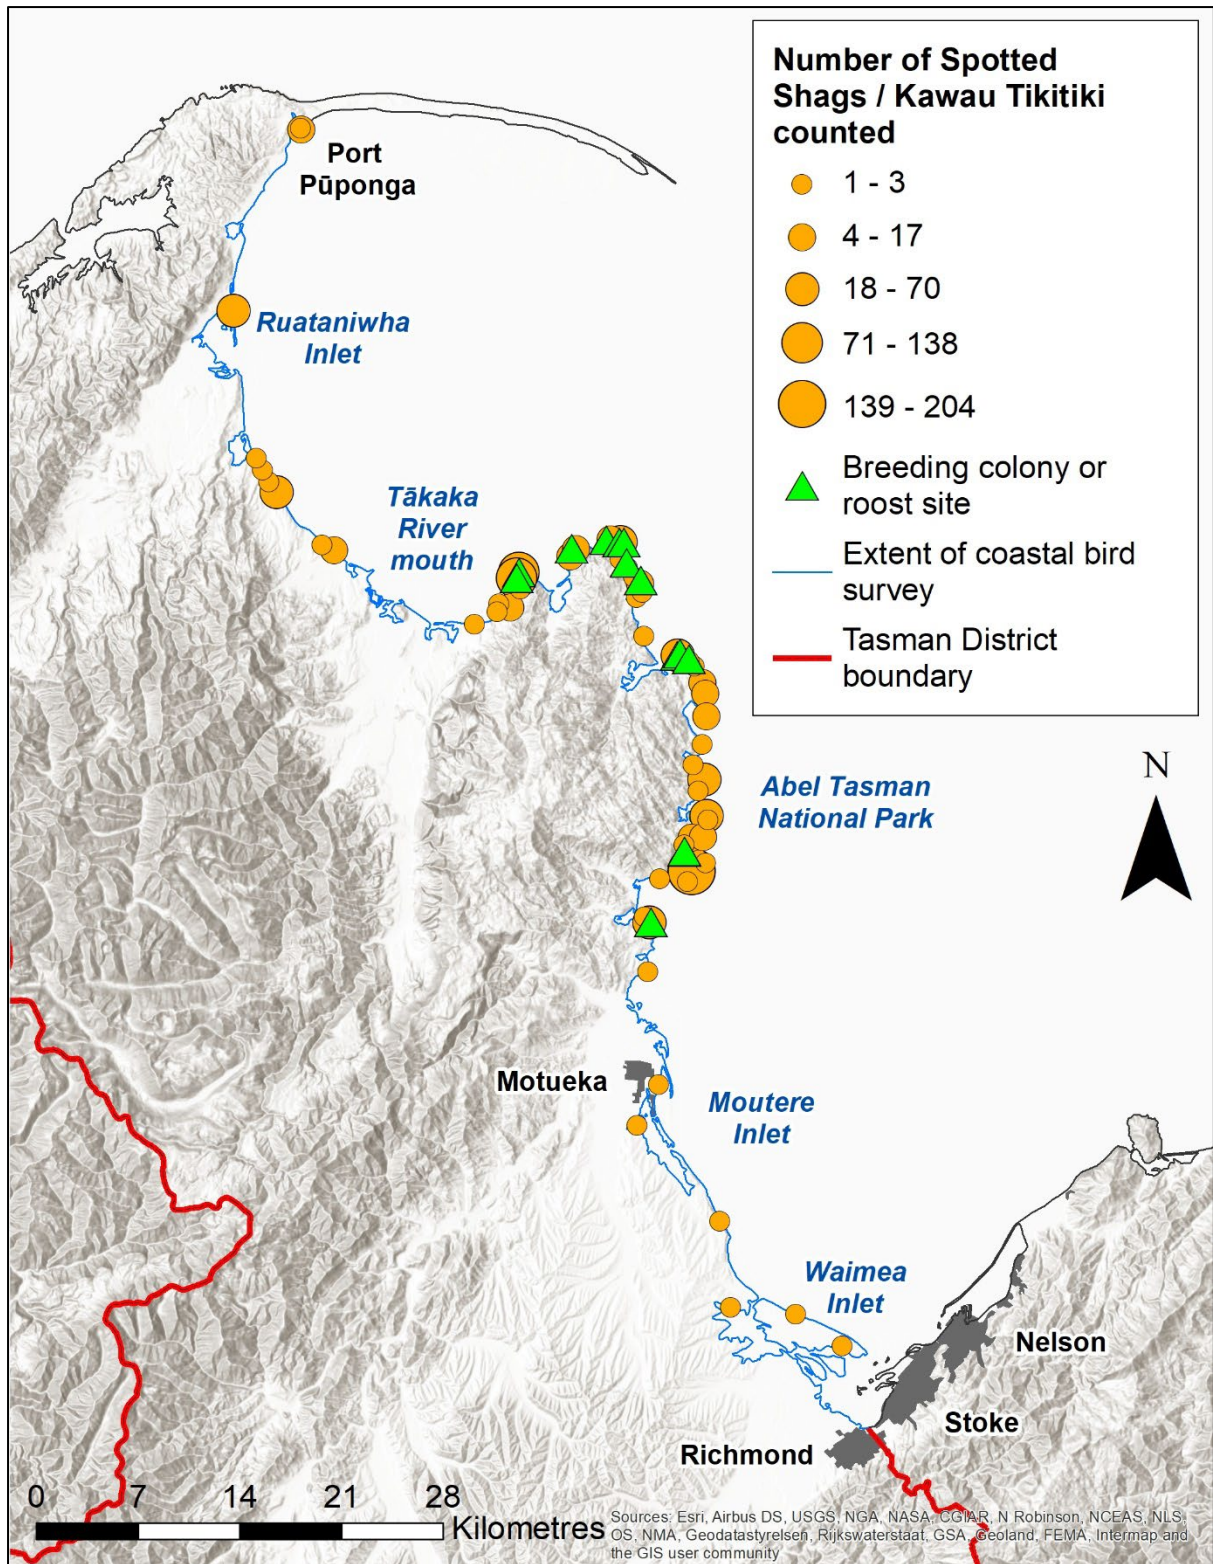 Number of Spotted
Shags / Kawau Tikitiki
counted
1 - 3
4 - 17
18 - 70
71 - 138
139 - 204
Breeding colony or
roost site
Extent of coastal bird
survey
Tasman District
boundary
Port
Pūponga
Ruataniwha
Inlet
Tākaka
River
mouth
N
Abel Tasman
National Park
Motueka
Moutere
Inlet
Waimea
Inlet
Nelson
Stoke
Richmond
0 7 14 21 28
Kilometres
Sources: Esri, Airbus DS, USGS, NGA, NASA, CGIAR, N Robinson, NCEAS, NLS,
OS, NMA, Geodatastyrelsen, Rijkswaterstaat, GSA, Geoland, FEMA, Intermap and
the GIS user community